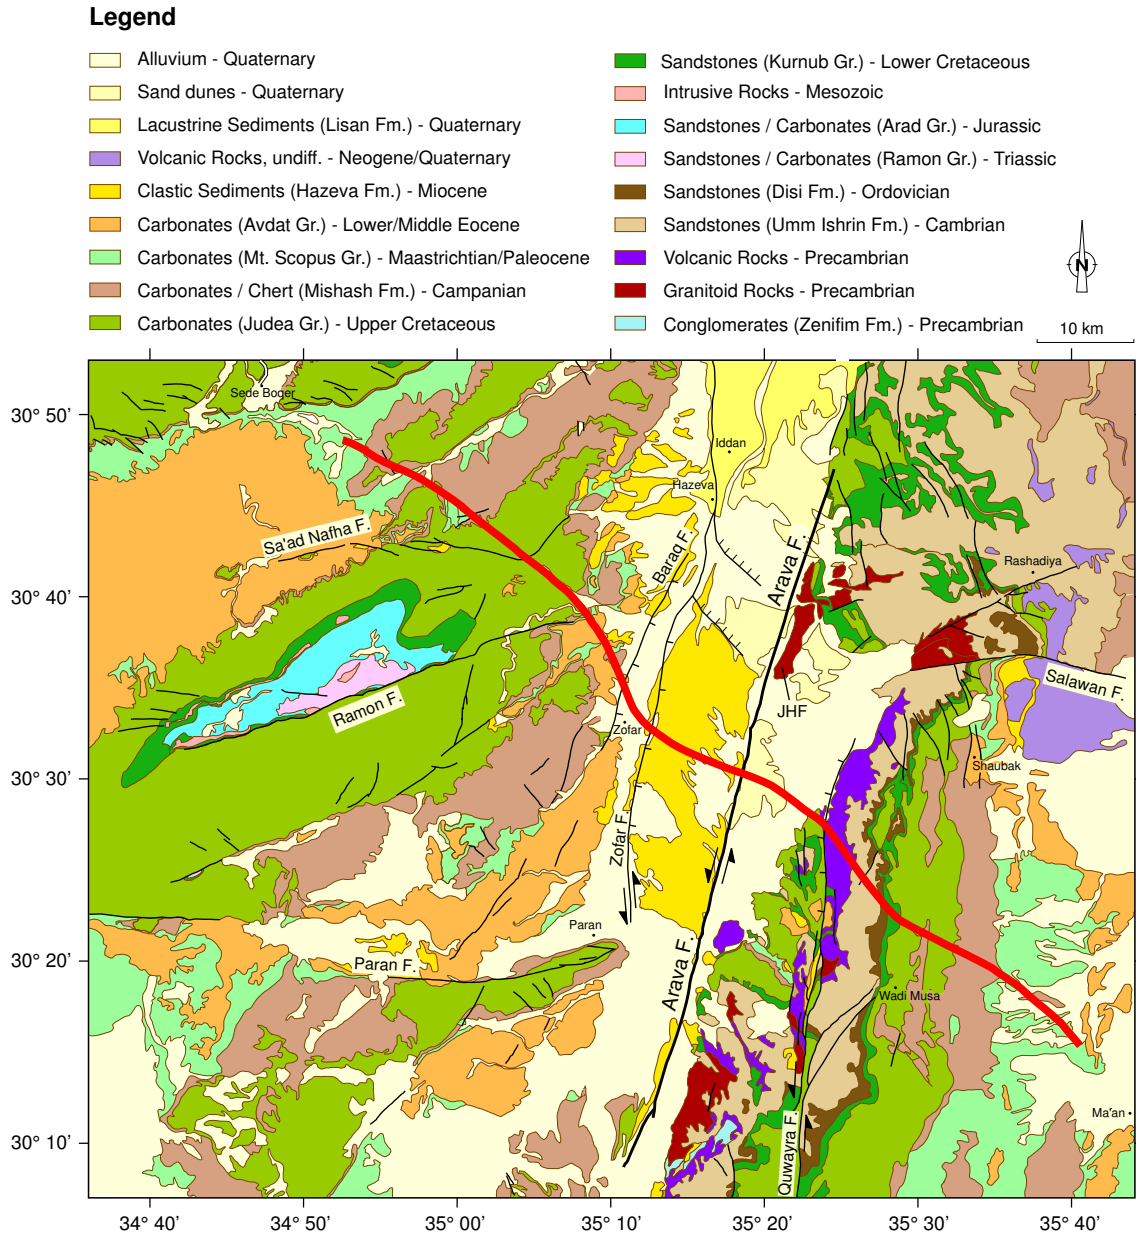 Legend
Alluvium - Quaternary
Sand dunes - Quaternary
Lacustrine Sediments (Lisan Fm.) - Quaternary
Volcanic Rocks, undiff. - Neogene/Quaternary
Clastic Sediments (Hazeva Fm.) - Miocene
Carbonates (Avdat Gr.) - Lower/Middle Eocene
Carbonates (Mt. Scopus Gr.) - Maastrichtian/Paleocene
Carbonates / Chert (Mishash Fm.) - Campanian
Carbonates (Judea Gr.) - Upper Cretaceous
Sandstones (Kurnub Gr.) - Lower Cretaceous
Intrusive Rocks - Mesozoic
Sandstones / Carbonates (Arad Gr.) - Jurassic
Sandstones / Carbonates (Ramon Gr.) - Triassic
Sandstones (Disi Fm.) - Ordovician
Sandstones (Umm Ishrin Fm.) - Cambrian
Volcanic Rocks - Precambrian
Granitoid Rocks - Precambrian
Conglomerates (Zenifim Fm.) - Precambrian
N
10 km
30° 50'
30° 40'
30° 30'
30° 20'
30° 10'
Sede Boqer
Iddan
Hazeva
Sa'ad Nafha F.
Baraq F.
Arava F.
Rashadiya
Ramon F.
JHF
Salawan F.
Zofar
Shaubak
Zofar F.
Paran
Paran F.
Arava F.
Wadi Musa
Quwayra F.
Ma'an
34° 40'
34° 50'
35° 00'
35° 10'
35° 20'
35° 30'
35° 40'